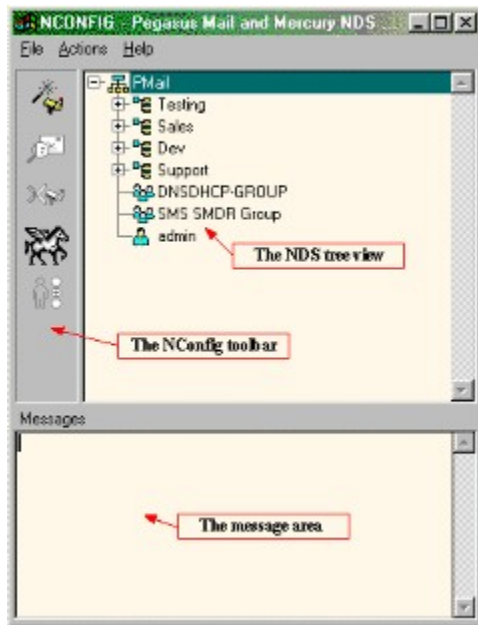 NCONFIG - Pegasus Mail and Mercury NDS
File Actions Help
PMail
Testing
Sales
Dev
Support
DNSDHCP-GROUP
SMS SMDR Group
admin
The NDS tree view
The NConfig toolbar
Messages
The message area